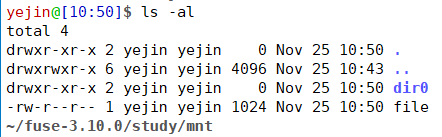 yejin@[10:50]$ ls -al
total 4
drwxr-xr-x 2 yejin yejin    0 Nov 25 10:50 .
drwxrwxr-x 6 yejin yejin 4096 Nov 25 10:43 ..
drwxr-xr-x 2 yejin yejin    0 Nov 25 10:50 dir0
-rw-r--r-- 1 yejin yejin 1024 Nov 25 10:50 file
~/fuse-3.10.0/study/mnt